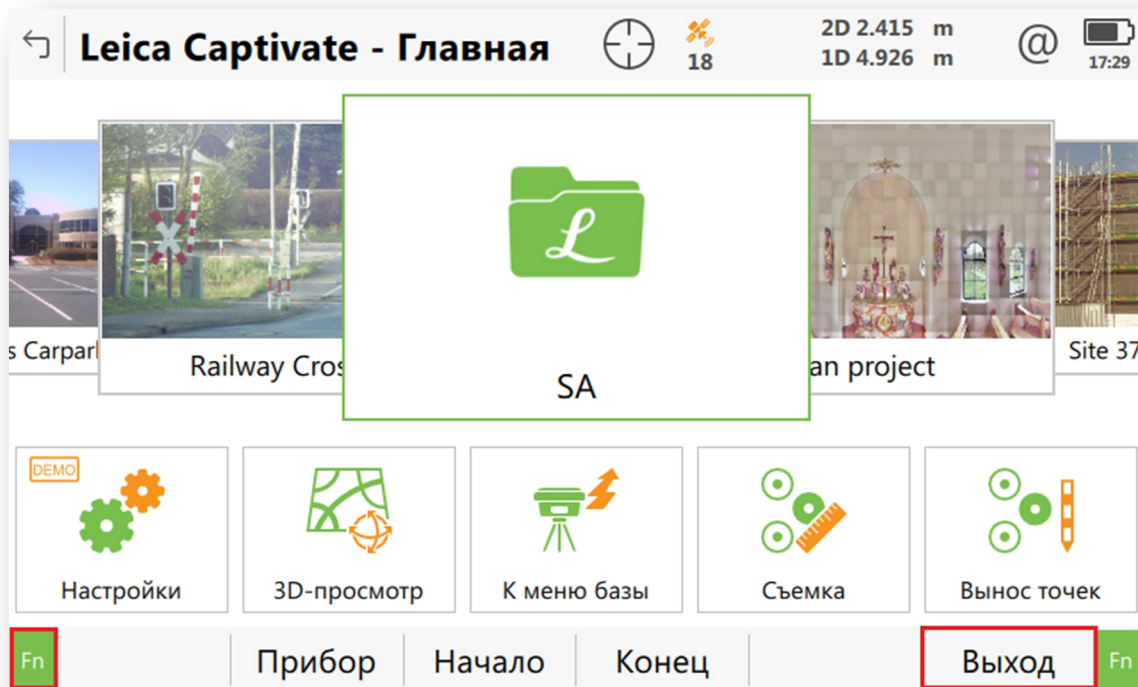 Leica Captivate - Главная
18
2D 2.415 m
1D 4.926 m
@
17:29
s Carpark
Railway Cros
L
SA
an project
Site 37
DEMO
Настройки
3D-просмотр
К меню базы
Съемка
Вынос точек
Fn
Прибор
Начало
Конец
Выход
Fn